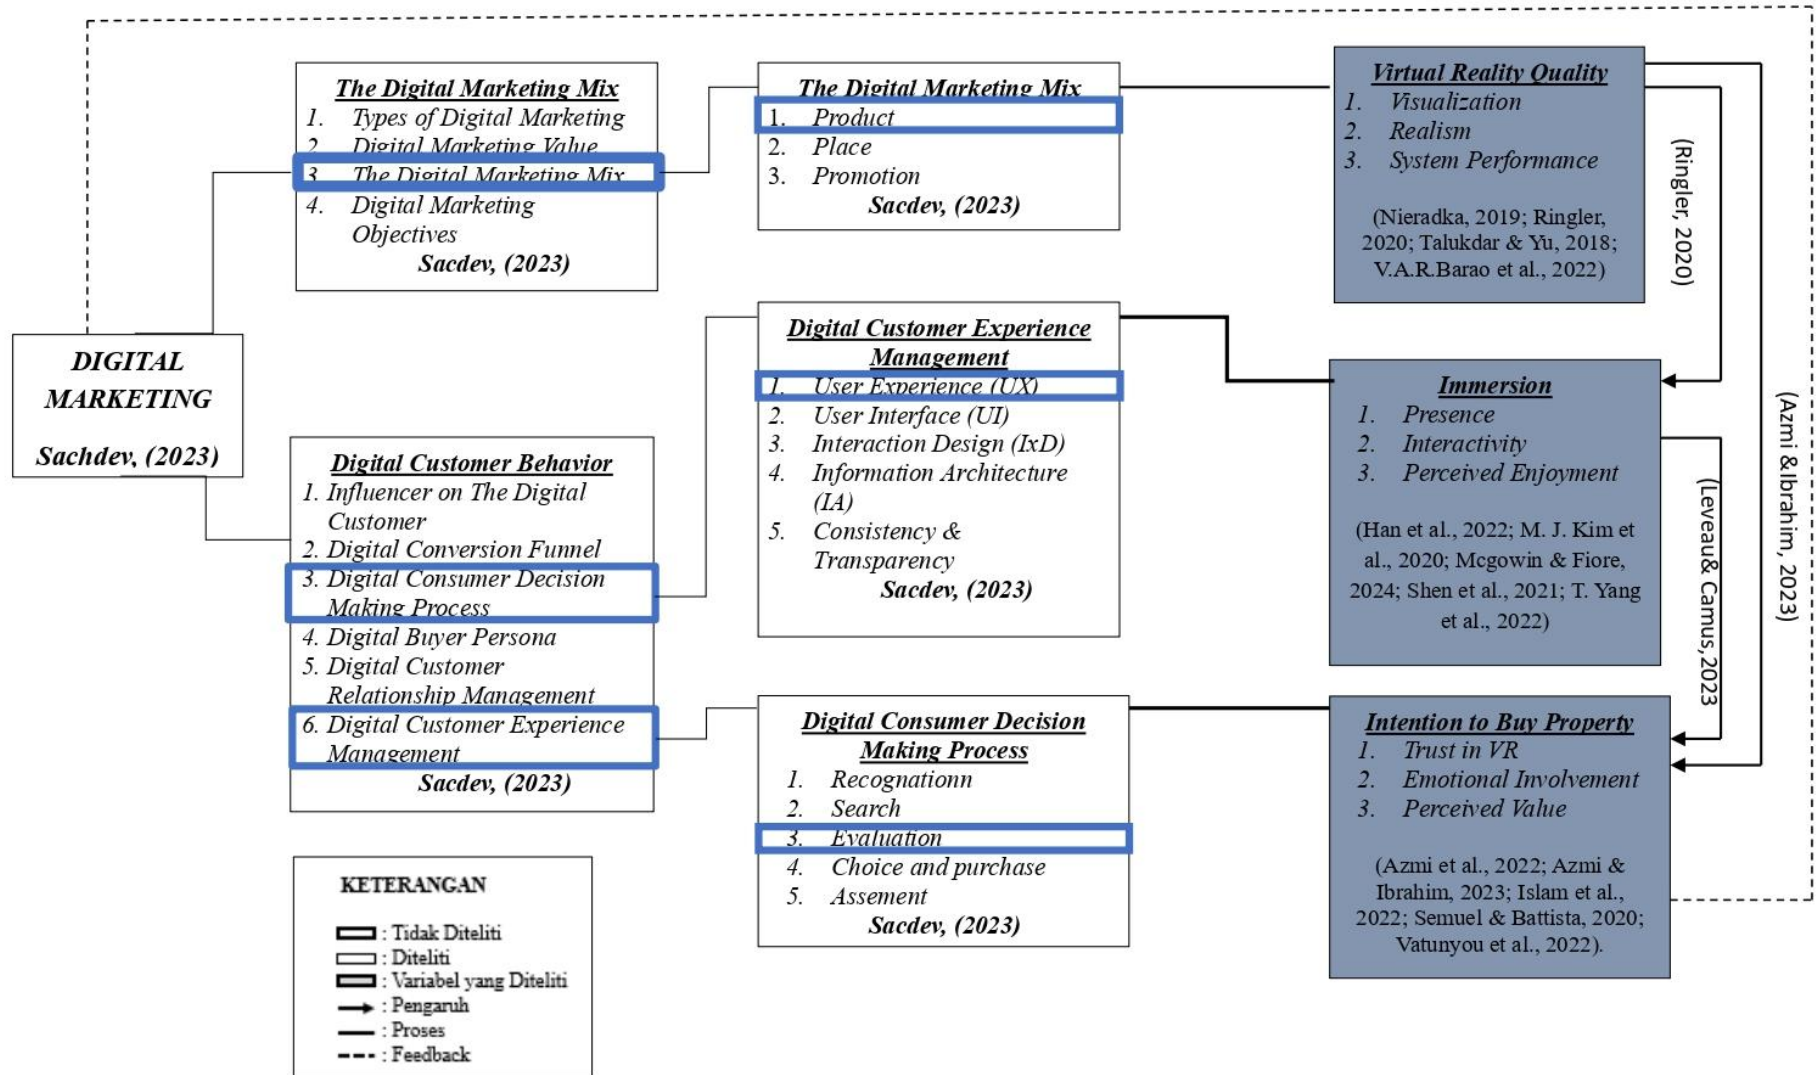 The Digital Marketing Mix
1. Types of Digital Marketing
2. Digital Marketing Value
3. The Digital Marketing Mix
4. Digital Marketing
Objectives
Sacdev, (2023)
The Digital Marketing Mix
1. Product
2. Place
3. Promotion
Sacdev, (2023)
Virtual Reality Quality
1. Visualization
2. Realism
3. System Performance
(Nieradka, 2019; Ringler,
2020; Talukdar & Yu, 2018;
V.A.R.Barao et al., 2022)
(Ringler, 2020)
DIGITAL
MARKETING
Sachdev, (2023)
Digital Customer Experience
Management
1. User Experience (UX)
2. User Interface (UI)
3. Interaction Design (IxD)
4. Information Architecture
(IA)
5. Consistency &
Transparency
Sacdev, (2023)
Immersion
1. Presence
2. Interactivity
3. Perceived Enjoyment
(Han et al., 2022; M. J. Kim et
al., 2020; Mcgowin & Fiore,
2024; Shen et al., 2021; T. Yang
et al., 2022)
(Leveau& Camus, 2023
(Azmi &Ibrahim, 2023)
Digital Customer Behavior
1. Influencer on The Digital
Customer
2. Digital Conversion Funnel
3. Digital Consumer Decision
Making Process
4. Digital Buyer Persona
5. Digital Customer
Relationship Management
6. Digital Customer Experience
Management
Sacdev, (2023)
Digital Consumer Decision
Making Process
1. Recognationn
2. Search
3. Evaluation
4. Choice and purchase
5. Assement
Sacdev, (2023)
Intention to Buy Property
1. Trust in VR
2. Emotional Involvement
3. Perceived Value
(Azmi et al., 2022; Azmi &
Ibrahim, 2023; Islam et al.,
2022; Semuel & Battista, 2020;
Vatunyou et al., 2022).
KETERANGAN
: Tidak Diteliti
: Diteliti
: Variabel yang Diteliti
: Pengaruh
: Proses
: Feedback